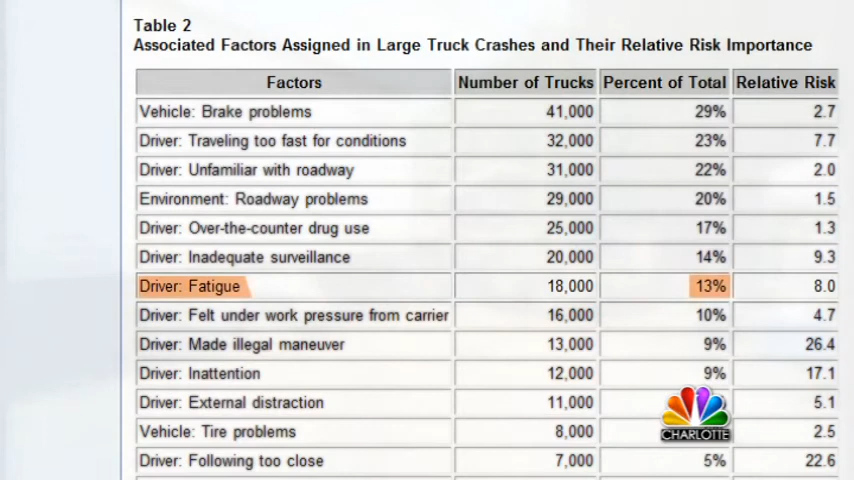 Table 2
Associated Factors Assigned in Large Truck Crashes and Their Relative Risk Importance
Factors Number of Trucks Percent of Total Relative Risk
Vehicle: Brake problems 41,000 29% 2.7
Driver: Traveling too fast for conditions 32,000 23% 7.7
Driver: Unfamiliar with roadway 31,000 22% 2.0
Environment: Roadway problems 29,000 20% 1.5
Driver: Over-the-counter drug use 25,000 17% 1.3
Driver: Inadequate surveillance 20,000 14% 9.3
Driver: Fatigue 18,000 13% 8.0
Driver: Felt under work pressure from carrier 16,000 10% 4.7
Driver: Made illegal maneuver 13,000 9% 26.4
Driver: Inattention 12,000 9% 17.1
Driver: External distraction 11,000 5.1
Vehicle: Tire problems 8,000 2.5
CHARLOTTE
Driver: Following too close 7,000 5% 22.6